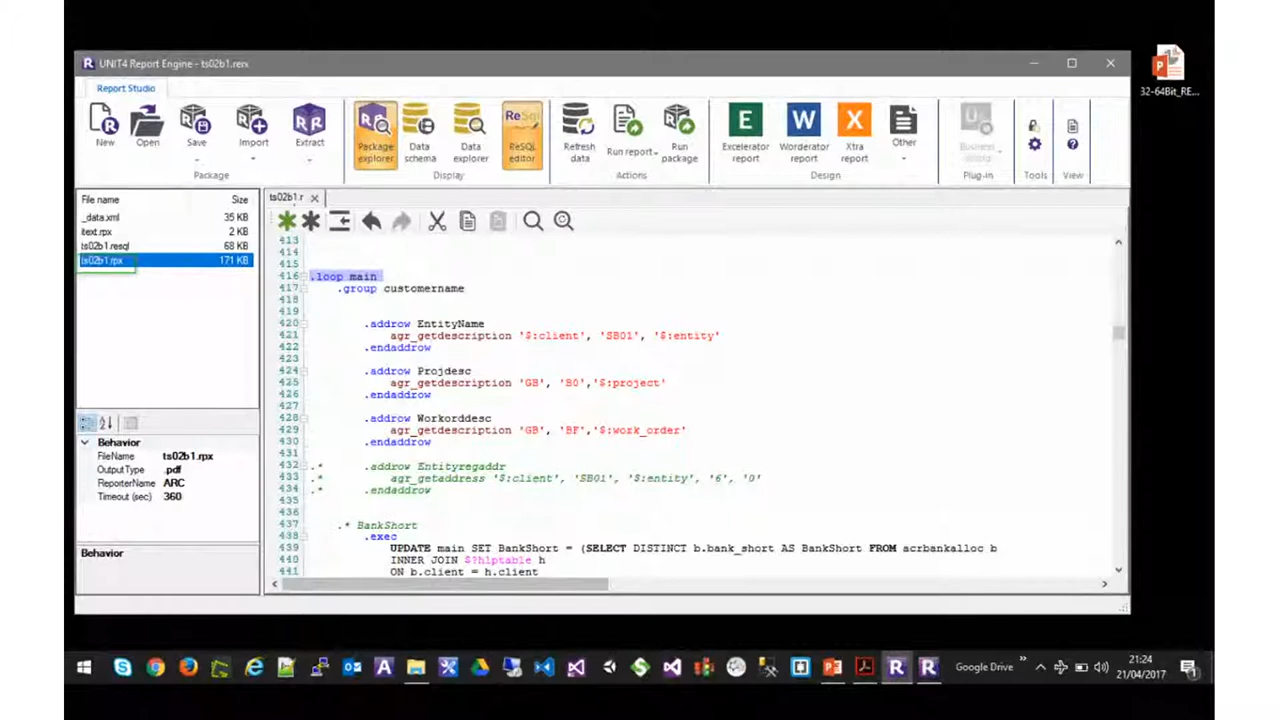 UNIT4 Report Engine - ts02b1.rerx
32-64Bit_RE...
Report Studio
New
Open
Save
Import
Extract
Package explorer
Data schema
Data explorer
ReSQL editor
Refresh data
Run report
Run package
Excelerator report
Worderator report
Xtra report
Other
Package
Display
Actions
Design
Plug-in
Tools
View
File name Size
_data.xml 35 KB
itext.rpx 2 KB
ts02b1.resql 68 KB
ts02b1.rpx 171 KB
Behavior
FileName ts02b1.rpx
OutputType .pdf
ReporterName ARC
Timeout (sec) 360
Behavior
ts02b1.r
413
414
415
416 .loop main
417 .group customername
418
419
420 .addrow EntityName
421 agr_getdescription '$:client', 'SB01', '$:entity'
422 .endaddrow
423
424 .addrow Projdesc
425 agr_getdescription 'GB', 'B0','$:project'
426 .endaddrow
427
428 .addrow Workorddesc
429 agr_getdescription 'GB', 'BF','$:work_order'
430 .endaddrow
431
432 .* .addrow Entityregaddr
433 .* agr_getaddress '$:client', 'SB01', '$:entity', '6', '0'
434 .* .endaddrow
435
436
437 .* BankShort
438 .exec
439 UPDATE main SET BankShort = (SELECT DISTINCT b.bank_short AS BankShort FROM acrbankalloc b
440 INNER JOIN $?hlptable h
441 ON b.client = h.client
Google Drive
21:24
21/04/2017